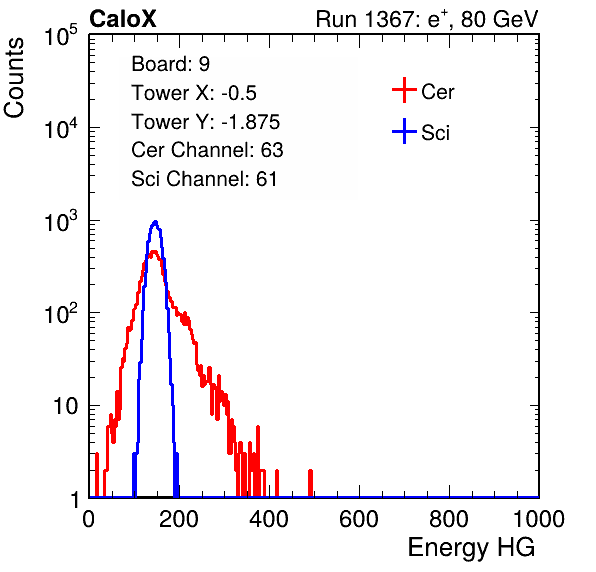 CaloX Run 1367: e⁺, 80 GeV
Counts
10⁵
10⁴
10³
10²
10
1
Board: 9
Tower X: -0.5
Tower Y: -1.875
Cer Channel: 63
Sci Channel: 61
Cer
Sci
0 200 400 600 800 1000
Energy HG